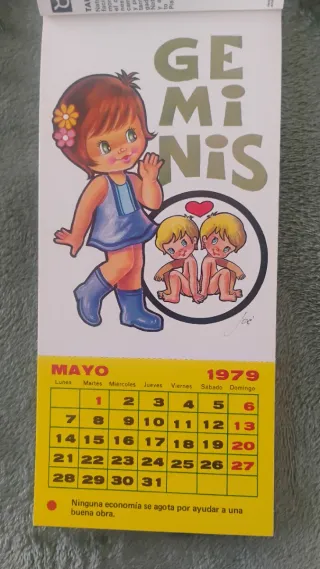 GE
MI
NIS
MAYO 1979
Lunes Martes Miercoles Jueves Viernes Sabado Domingo
1 2 3 4 5 6
7 8 9 10 11 12 13
14 15 16 17 18 19 20
21 22 23 24 25 26 27
28 29 30 31
Ninguna economía se agota por ayudar a una
buena obra.